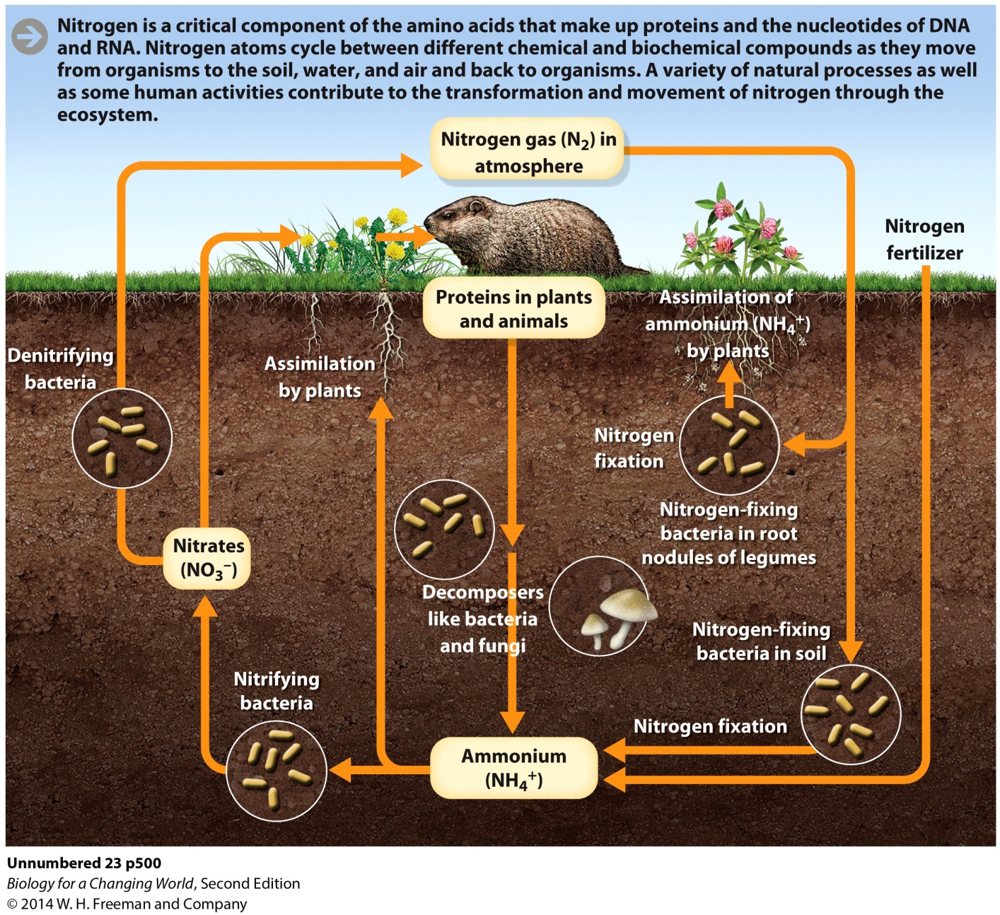 Nitrogen is a critical component of the amino acids that make up proteins and the nucleotides of DNA
and RNA. Nitrogen atoms cycle between different chemical and biochemical compounds as they move
from organisms to the soil, water, and air and back to organisms. A variety of natural processes as well
as some human activities contribute to the transformation and movement of nitrogen through the
ecosystem.
Nitrogen gas (N₂) in
atmosphere
Nitrogen
fertilizer
Proteins in plants
and animals
Assimilation of
ammonium (NH₄⁺)
by plants
Denitrifying
bacteria
Assimilation
by plants
Nitrogen
fixation
Nitrogen-fixing
bacteria in root
nodules of legumes
Nitrates
(NO₃⁻)
Decomposers
like bacteria
and fungi
Nitrogen-fixing
bacteria in soil
Nitrifying
bacteria
Nitrogen fixation
Ammonium
(NH₄⁺)
Unnumbered 23 p500
Biology for a Changing World, Second Edition
© 2014 W. H. Freeman and Company